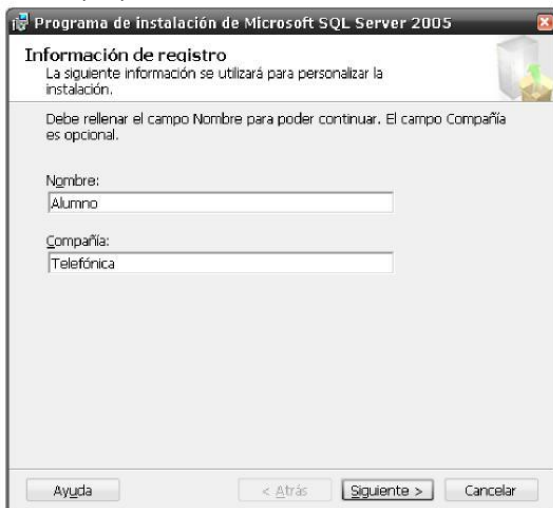 Programa de instalación de Microsoft SQL Server 2005
Información de registro
La siguiente información se utilizará para personalizar la
instalación.
Debe rellenar el campo Nombre para poder continuar. El campo Compañía
es opcional.
Nombre:
Alumno
Compañía:
Telefónica
Ayuda
< Atrás
Siguiente >
Cancelar